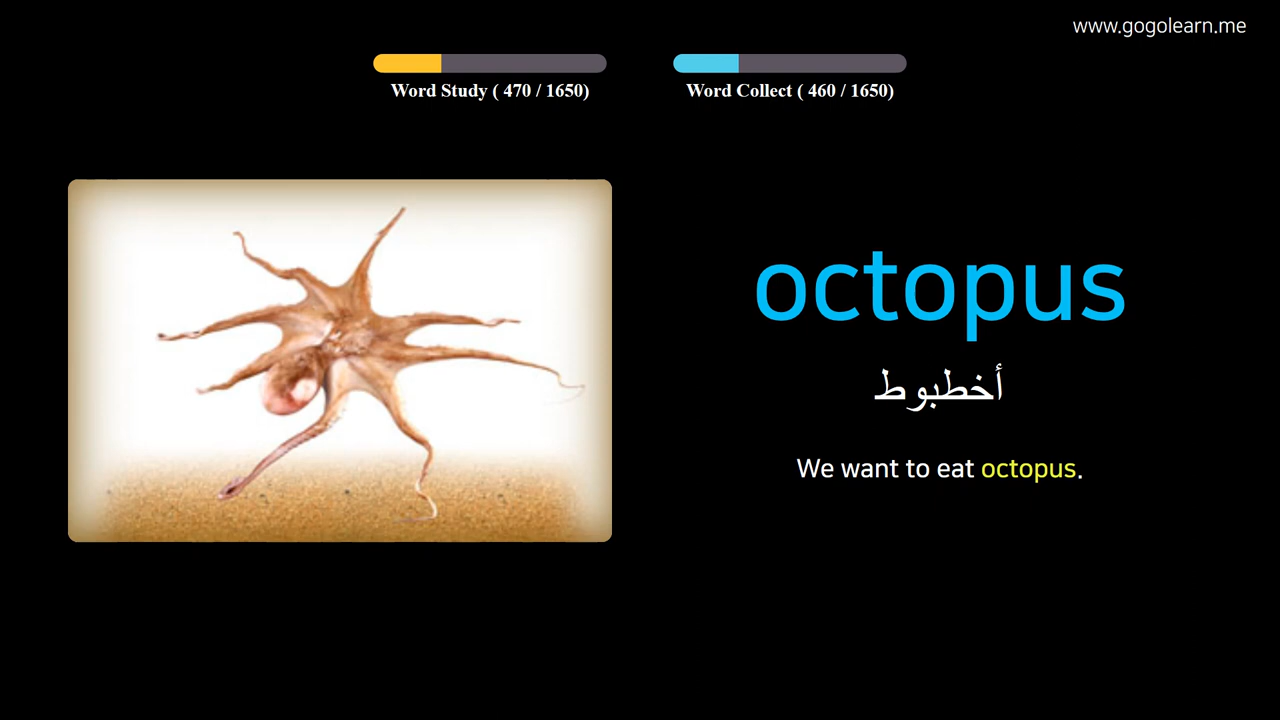 www.gogolearn.me
Word Study ( 470 / 1650)
Word Collect ( 460 / 1650)
octopus
أخطبوط
We want to eat octopus.